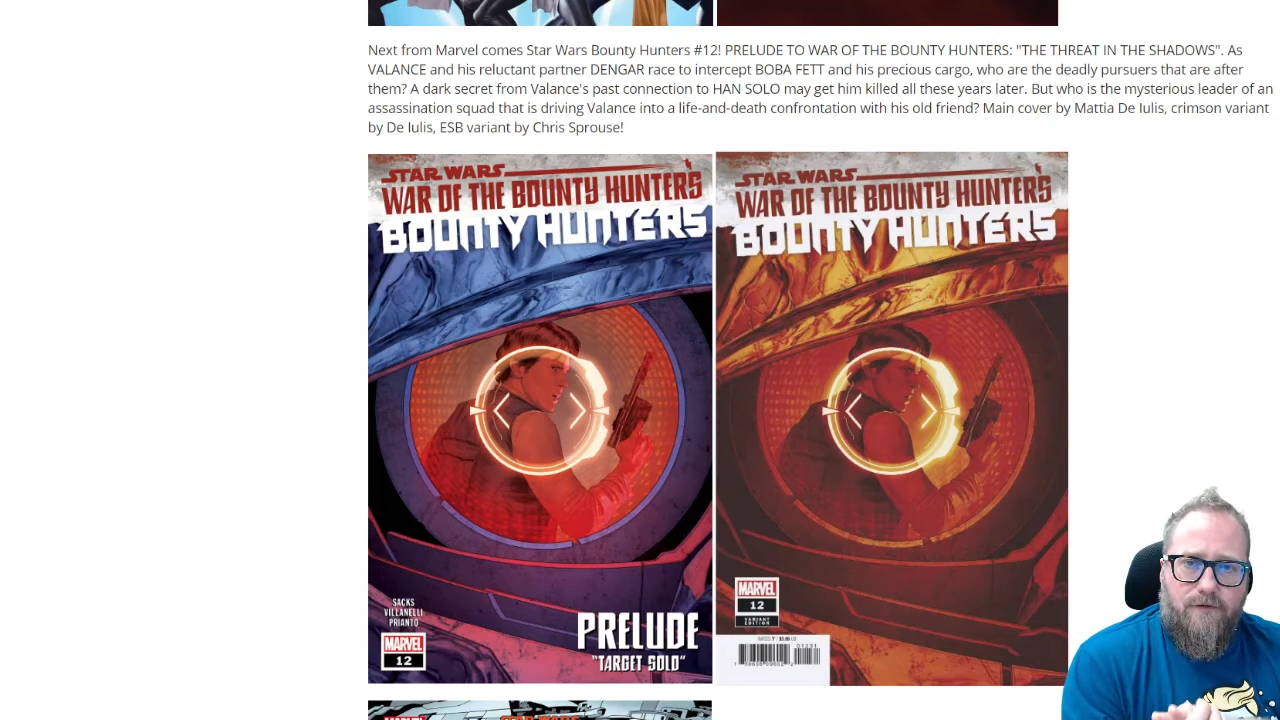 Next from Marvel comes Star Wars Bounty Hunters #12! PRELUDE TO WAR OF THE BOUNTY HUNTERS: "THE THREAT IN THE SHADOWS". As
VALANCE and his reluctant partner DENGAR race to intercept BOBA FETT and his precious cargo, who are the deadly pursuers that are after
them? A dark secret from Valance's past connection to HAN SOLO may get him killed all these years later. But who is the mysterious leader of an
assassination squad that is driving Valance into a life-and-death confrontation with his old friend? Main cover by Mattia De Iulis, crimson variant
by De Iulis, ESB variant by Chris Sprouse!
STAR WARS
WAR OF THE BOUNTY HUNTERS
BOUNTY HUNTERS
SACKS
VILLANELLI
PRIANTO
MARVEL
12
PRELUDE
"TARGET SOLO"
STAR WARS
WAR OF THE BOUNTY HUNTERS
BOUNTY HUNTERS
MARVEL
12
VARIANT
EDITION